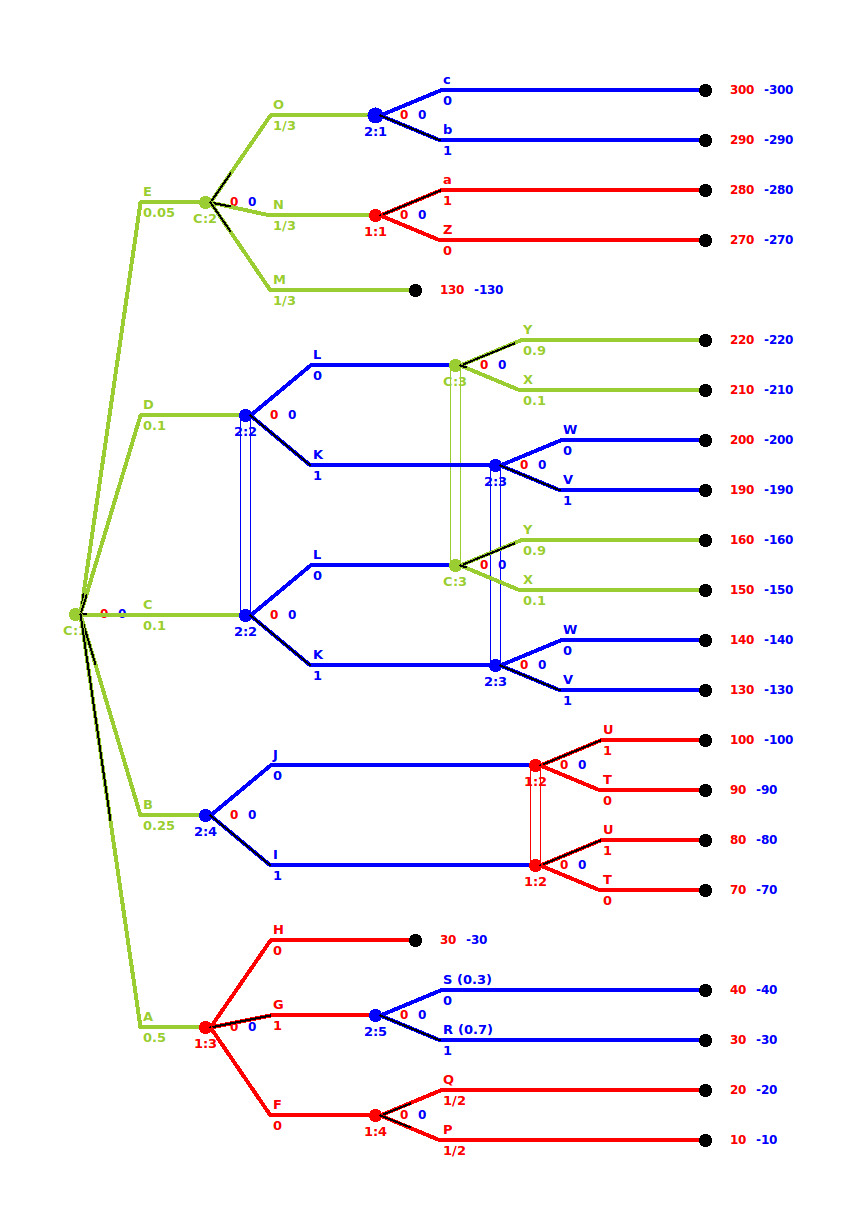 c
0
300 -300
O
1/3
0 0
2:1
b
1
290 -290
a
1
280 -280
E
0.05
0 0
C:2
N
1/3
0 0
1:1
Z
0
270 -270
M
1/3
130 -130
Y
0.9
220 -220
L
0
0 0
C:3
X
0.1
210 -210
D
0.1
0 0
2:2
W
0
200 -200
K
1
0 0
2:3
V
1
190 -190
Y
0.9
160 -160
L
0
0 0
C:3
X
0.1
150 -150
0 0
C
0.1
0 0
2:2
W
0
140 -140
K
1
0 0
2:3
V
1
130 -130
U
1
100 -100
J
0
0 0
1:2
T
0
90 -90
B
0.25
0 0
2:4
U
1
80 -80
I
1
0 0
1:2
T
0
70 -70
H
0
30 -30
S (0.3)
0
40 -40
A
0.5
0 0
1:3
G
1
0 0
2:5
R (0.7)
1
30 -30
Q
1/2
20 -20
F
0
0 0
1:4
P
1/2
10 -10